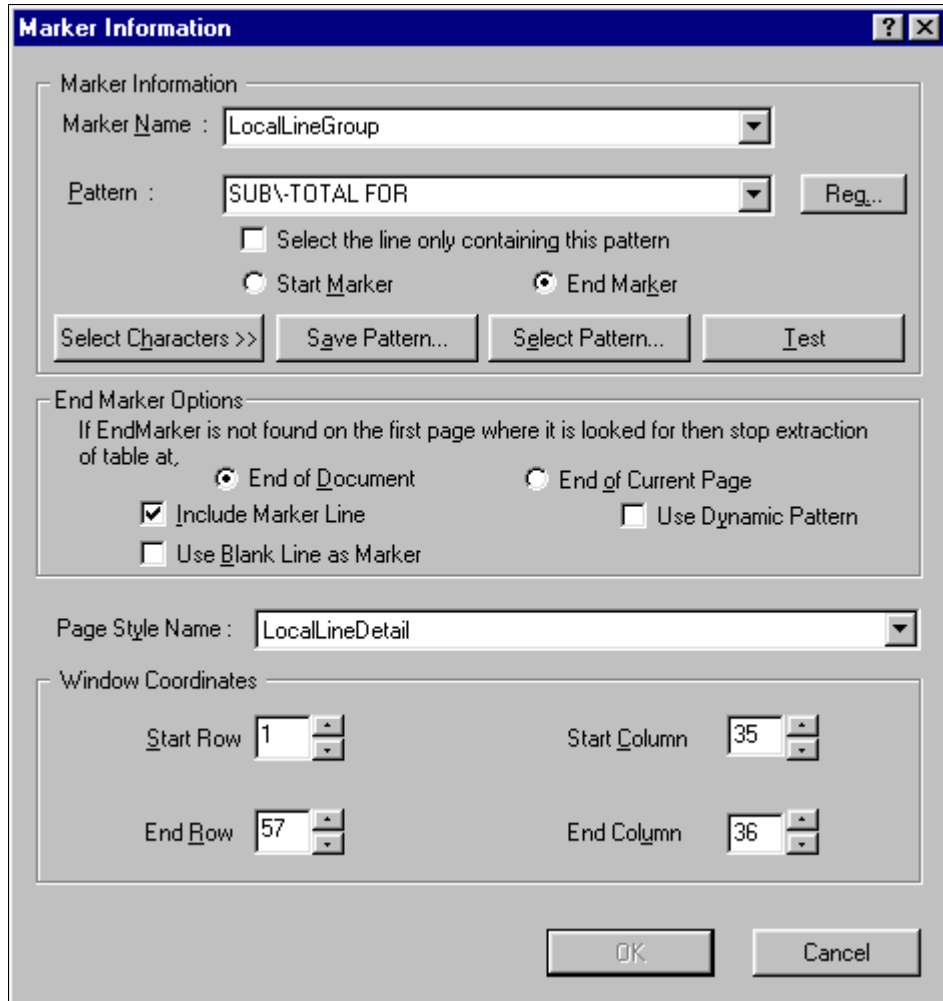 Marker Information
Marker Information
Marker Name : LocalLineGroup
Pattern : SUB\-TOTAL FOR Reg...
Select the line only containing this pattern
Start Marker End Marker
Select Characters >> Save Pattern... Select Pattern... Test
End Marker Options
If EndMarker is not found on the first page where it is looked for then stop extraction
of table at,
End of Document End of Current Page
Include Marker Line Use Dynamic Pattern
Use Blank Line as Marker
Page Style Name : LocalLineDetail
Window Coordinates
Start Row 1 Start Column 35
End Row 57 End Column 36
OK Cancel